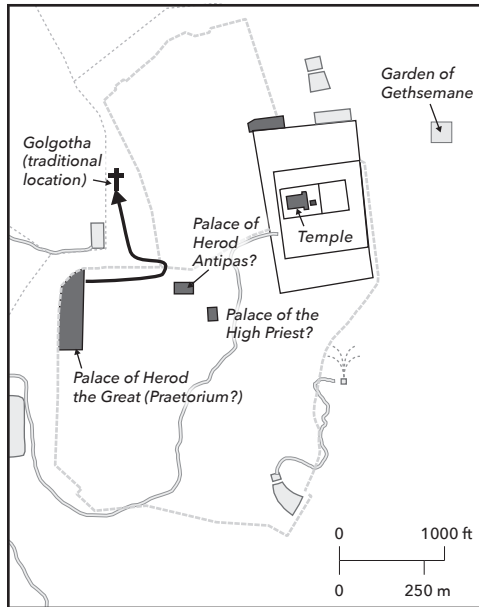 Garden of
Gethsemane
Golgotha
(traditional
location)
Palace of
Herod
Antipas?
Temple
Palace of the
High Priest?
Palace of Herod
the Great (Praetorium?)
0
1000 ft
0
250 m